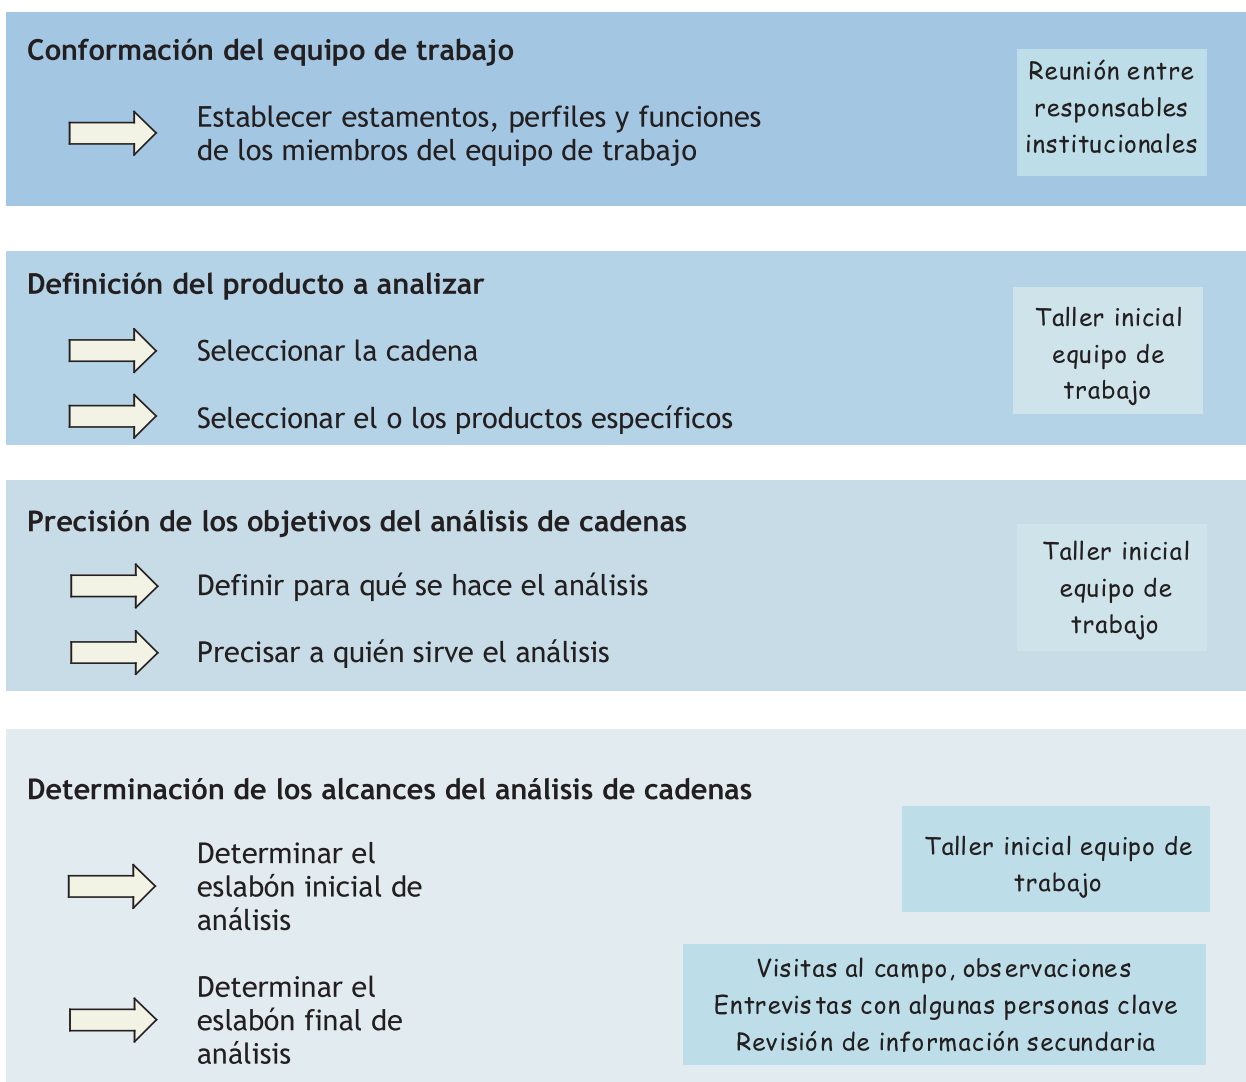 Conformación del equipo de trabajo
Establecer estamentos, perfiles y funciones
de los miembros del equipo de trabajo
Reunión entre
responsables
institucionales
Definición del producto a analizar
Seleccionar la cadena
Seleccionar el o los productos específicos
Taller inicial
equipo de
trabajo
Precisión de los objetivos del análisis de cadenas
Definir para qué se hace el análisis
Precisar a quién sirve el análisis
Taller inicial
equipo de
trabajo
Determinación de los alcances del análisis de cadenas
Determinar el
eslabón inicial de
análisis
Taller inicial equipo de
trabajo
Determinar el
eslabón final de
análisis
Visitas al campo, observaciones
Entrevistas con algunas personas clave
Revisión de información secundaria